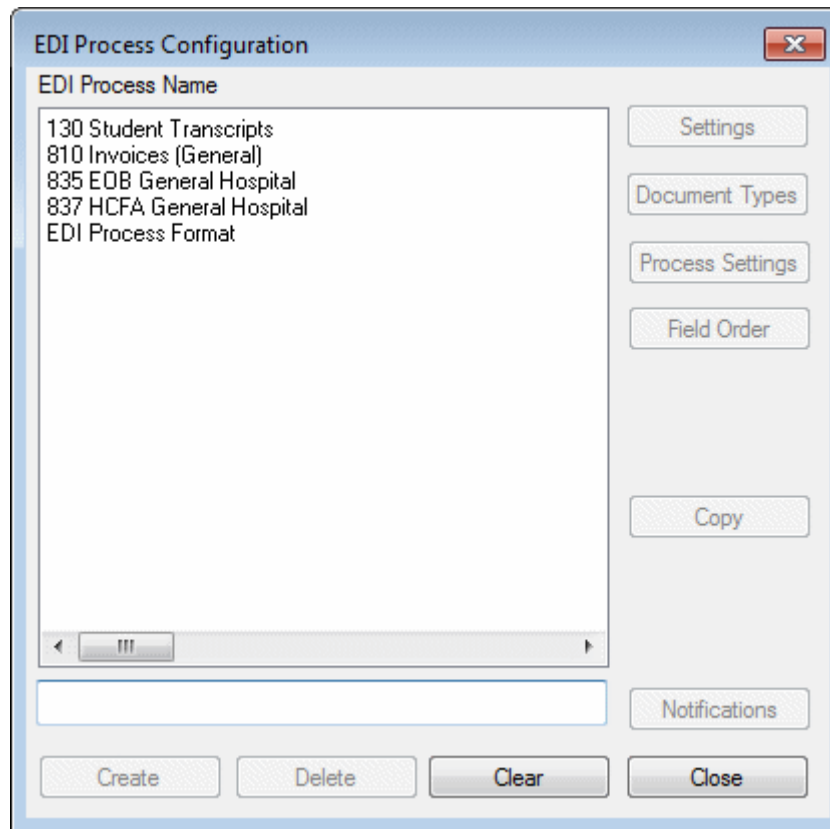 EDI Process Configuration
EDI Process Name
130 Student Transcripts
810 Invoices (General)
835 EOB General Hospital
837 HCFA General Hospital
EDI Process Format
Settings
Document Types
Process Settings
Field Order
Copy
Notifications
Create
Delete
Clear
Close